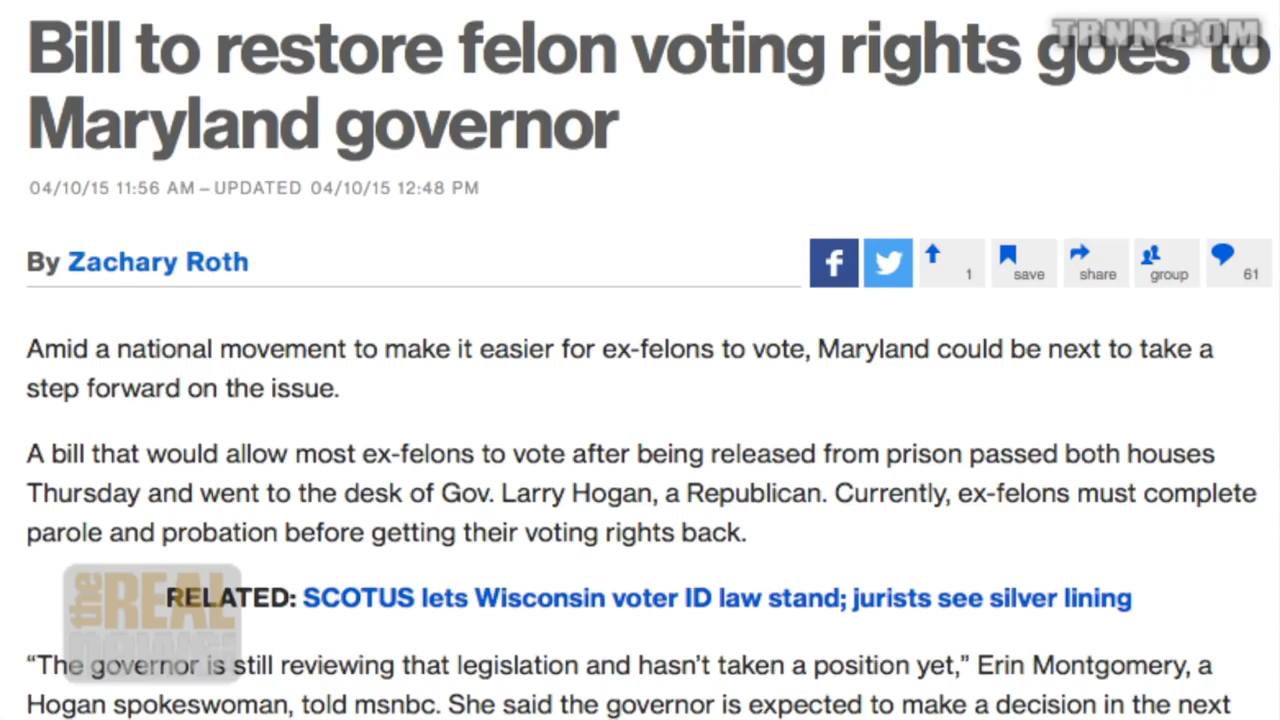 TRNN.COM
Bill to restore felon voting rights goes to
Maryland governor
04/10/15 11:56 AM – UPDATED 04/10/15 12:48 PM
By Zachary Roth
1
save
share
group
61
Amid a national movement to make it easier for ex-felons to vote, Maryland could be next to take a
step forward on the issue.
A bill that would allow most ex-felons to vote after being released from prison passed both houses
Thursday and went to the desk of Gov. Larry Hogan, a Republican. Currently, ex-felons must complete
parole and probation before getting their voting rights back.
the REAL
news
RELATED: SCOTUS lets Wisconsin voter ID law stand; jurists see silver lining
“The governor is still reviewing that legislation and hasn’t taken a position yet,” Erin Montgomery, a
Hogan spokeswoman, told msnbc. She said the governor is expected to make a decision in the next